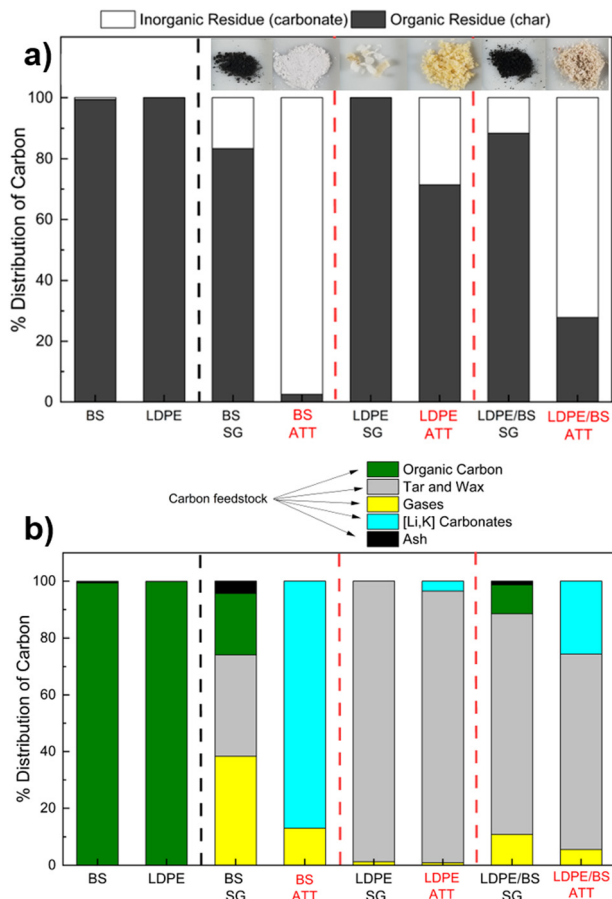 Inorganic Residue (carbonate) Organic Residue (char)
a)
100
80
60
40
20
0
% Distribution of Carbon
BS LDPE BS SG BS ATT LDPE SG LDPE ATT LDPE/BS SG LDPE/BS ATT
Carbon feedstock
Organic Carbon
Tar and Wax
Gases
[Li,K] Carbonates
Ash
b)
100
80
60
40
20
0
% Distribution of Carbon
BS LDPE BS SG BS ATT LDPE SG LDPE ATT LDPE/BS SG LDPE/BS ATT